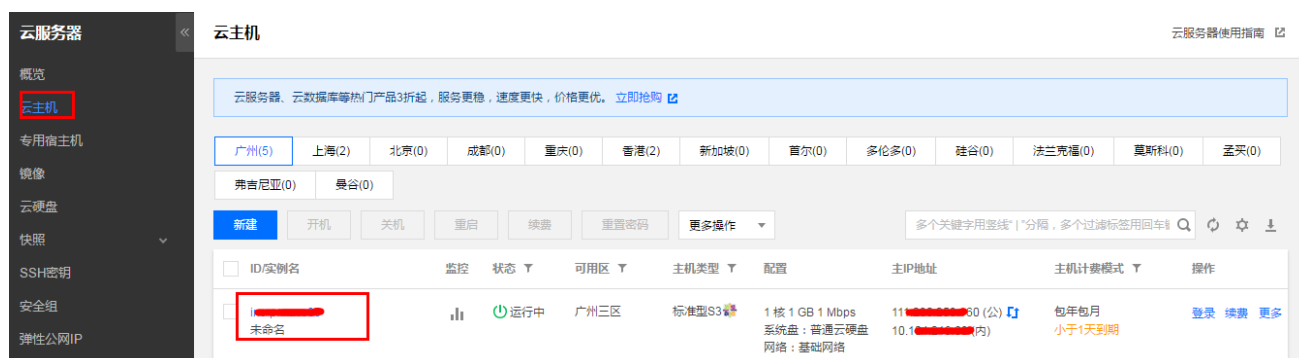 云服务器
«
云主机
云服务器使用指南
概览
云主机
专用宿主机
镜像
云硬盘
快照
SSH密钥
安全组
弹性公网IP
云服务器、云数据库等热门产品3折起，服务更稳，速度更快，价格更优。 立即抢购
广州(5) 上海(2) 北京(0) 成都(0) 重庆(0) 香港(2) 新加坡(0) 首尔(0) 多伦多(0) 硅谷(0) 法兰克福(0) 莫斯科(0) 孟买(0)
弗吉尼亚(0) 曼谷(0)
新建 开机 关机 重启 续费 重置密码 更多操作 多个关键字用竖线"|"分隔，多个过滤标签用回车键
ID/实例名 监控 状态 可用区 主机类型 配置 主IP地址 主机计费模式 操作
运行中 广州三区 标准型S3 1 核 1 GB 1 Mbps 60 (公) 包年包月 登录 续费 更多
未命名 系统盘：普通云硬盘 (内) 小于1天到期
网络：基础网络